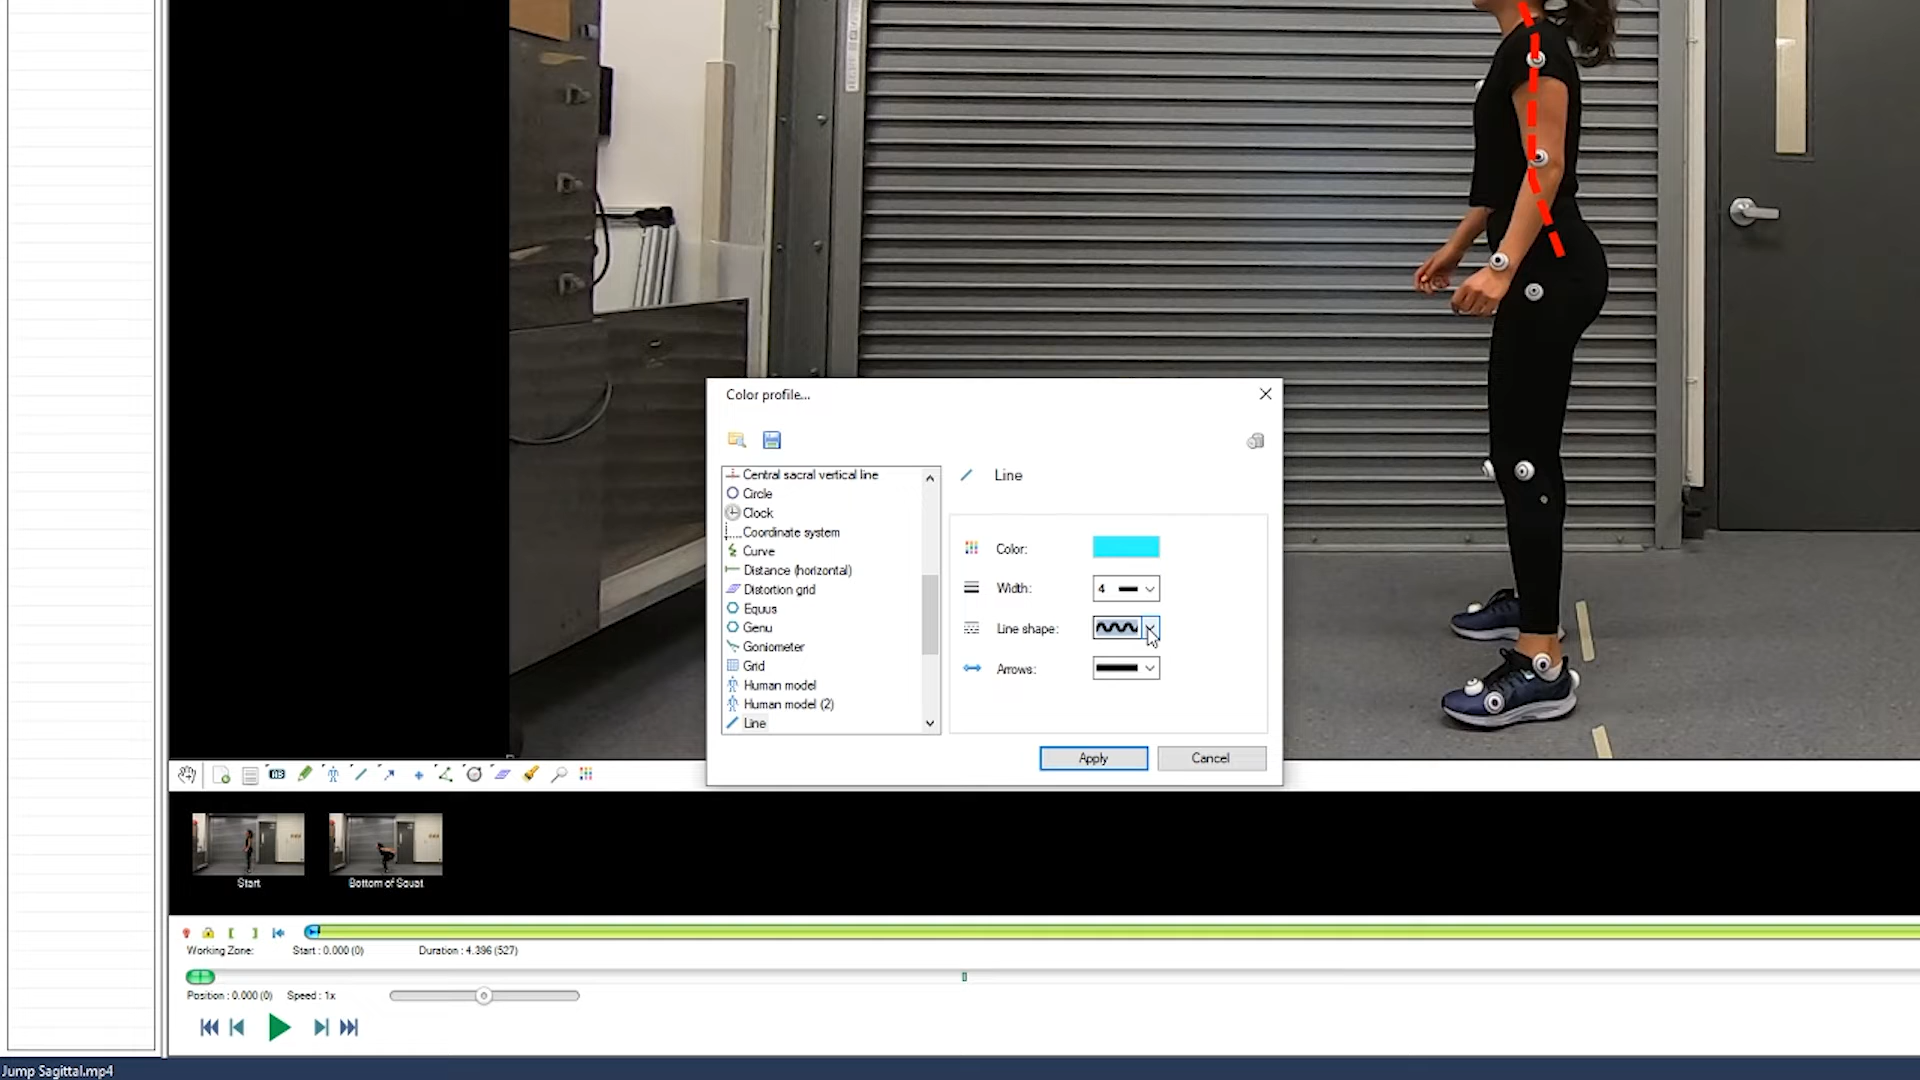 Color profile...
Central sacral vertical line
Circle
Clock
Coordinate system
Curve
Distance (horizontal)
Distortion grid
Equus
Genu
Goniometer
Grid
Human model
Human model (2)
Line
Line
Color:
Width:
4
Line shape:
Arrows:
Apply
Cancel
AB
Start
Bottom of Squat
Working Zone:
Start : 0.000 (0)
Duration : 4.396 (527)
Position : 0.000 (0)
Speed : 1x
Jump Sagittal.mp4